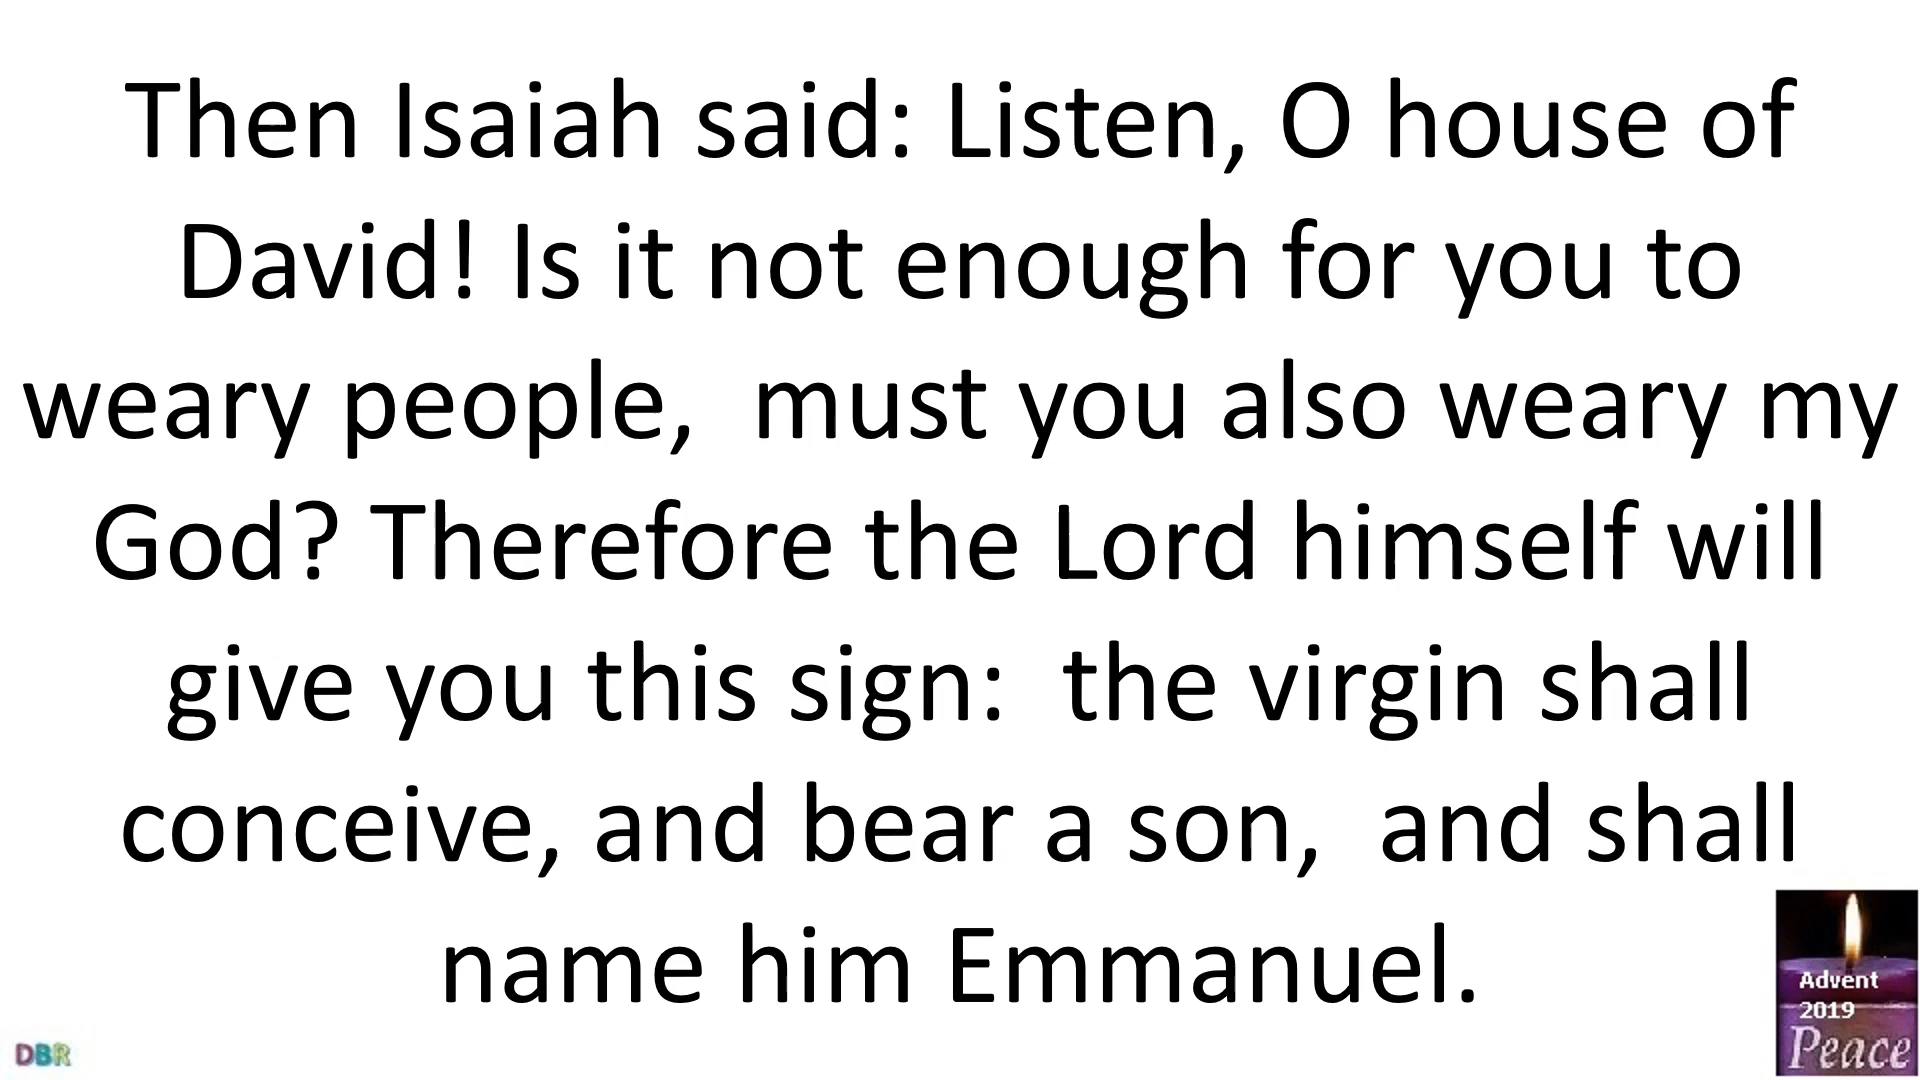 Then Isaiah said: Listen, O house of
David! Is it not enough for you to
weary people,  must you also weary my
God? Therefore the Lord himself will
give you this sign:  the virgin shall
conceive, and bear a son,  and shall
name him Emmanuel.
Advent
2019
Peace
DBR